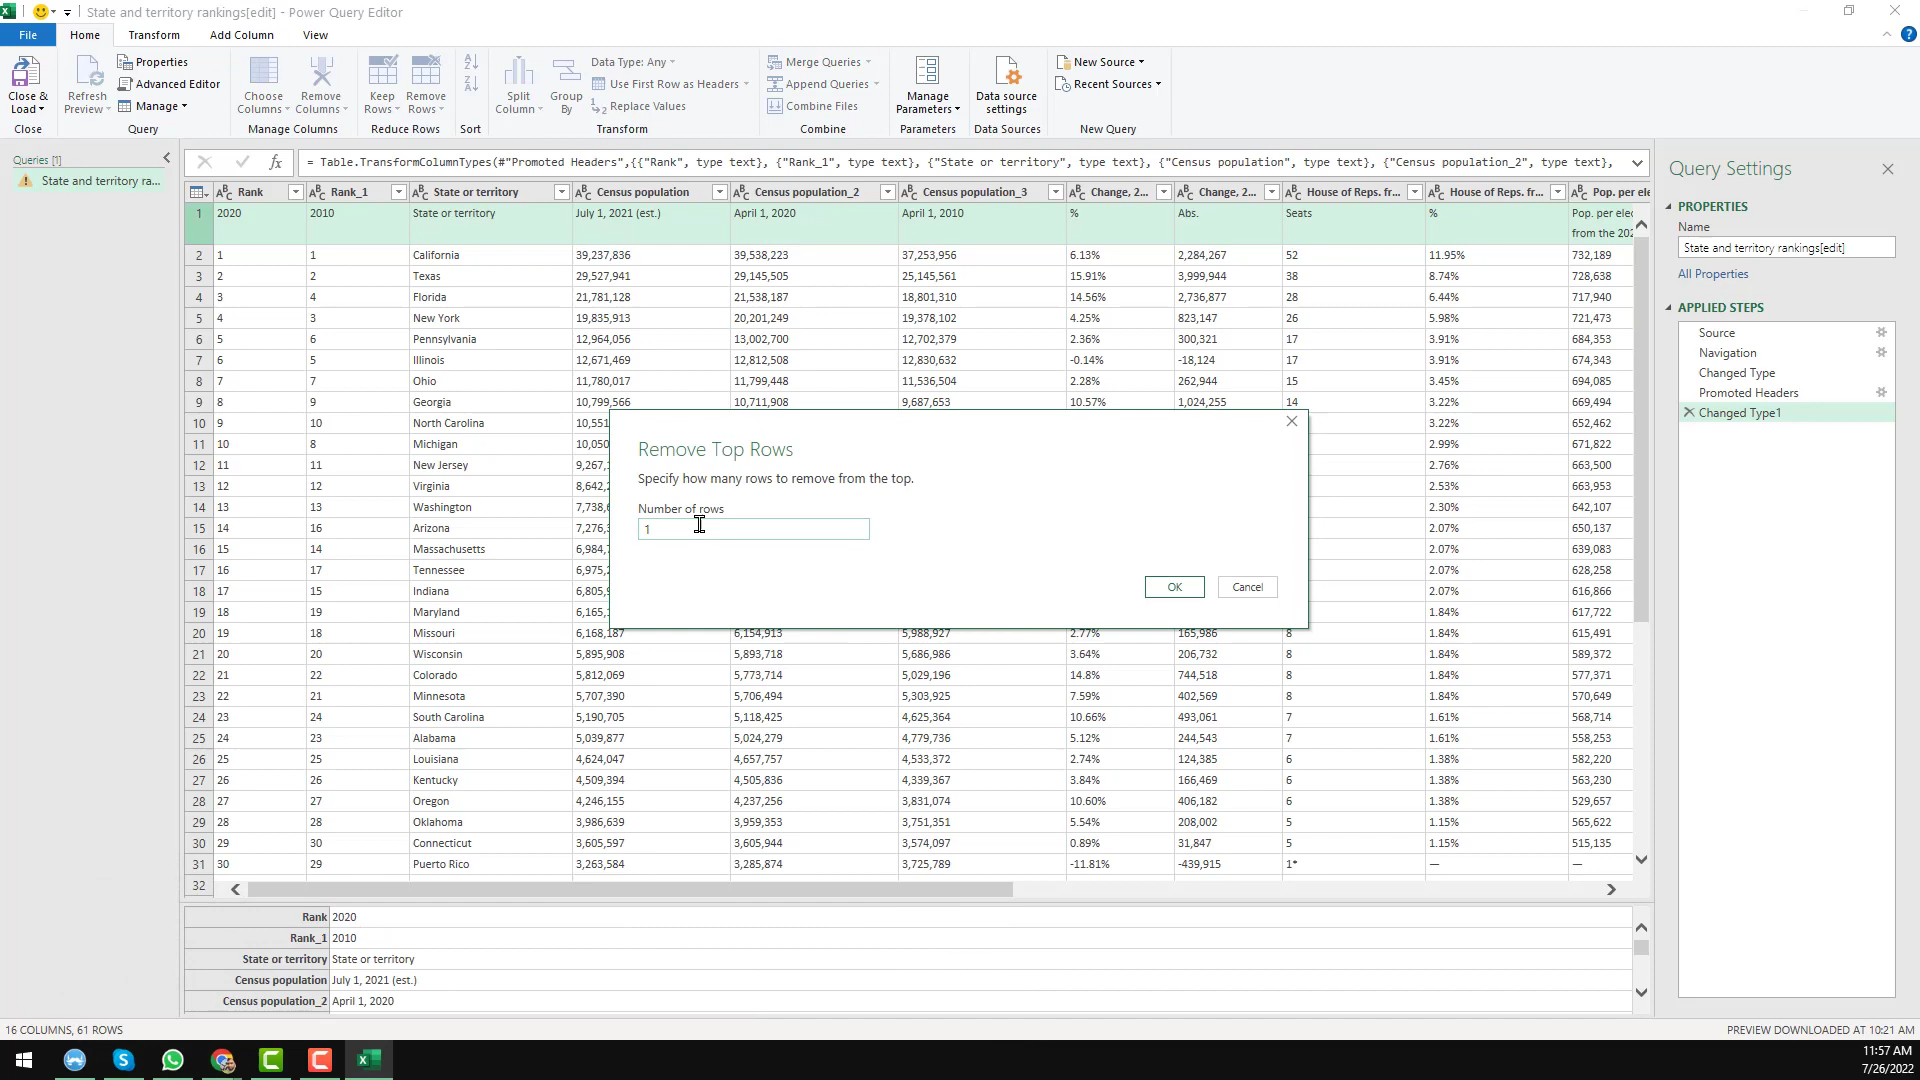 State and territory rankings[edit] - Power Query Editor
File Home Transform Add Column View
Close & Load
Close
Refresh Preview
Properties
Advanced Editor
Manage
Query
Choose Columns
Remove Columns
Manage Columns
Keep Rows
Remove Rows
Reduce Rows
Sort
Split Column
Group By
Data Type: Any
Use First Row as Headers
Replace Values
Transform
Merge Queries
Append Queries
Combine Files
Combine
Manage Parameters
Parameters
Data source settings
Data Sources
New Source
Recent Sources
New Query
Queries [1]
State and territory ra...
= Table.TransformColumnTypes(#"Promoted Headers",{{"Rank", type text}, {"Rank_1", type text}, {"State or territory", type text}, {"Census population", type text}, {"Census population_2", type text},
Rank Rank_1 State or territory Census population Census population_2 Census population_3 Change, 2... Change, 2... House of Reps. fr... House of Reps. fr... Pop. per ele
1 2020 2010 State or territory July 1, 2021 (est.) April 1, 2020 April 1, 2010 % Abs. Seats % Pop. per elec
from the 202
2 1 1 California 39,237,836 39,538,223 37,253,956 6.13% 2,284,267 52 11.95% 732,189
3 2 2 Texas 29,527,941 29,145,505 25,145,561 15.91% 3,999,944 38 8.74% 728,638
4 3 4 Florida 21,781,128 21,538,187 18,801,310 14.56% 2,736,877 28 6.44% 717,940
5 4 3 New York 19,835,913 20,201,249 19,378,102 4.25% 823,147 26 5.98% 721,473
6 5 6 Pennsylvania 12,964,056 13,002,700 12,702,379 2.36% 300,321 17 3.91% 684,353
7 6 5 Illinois 12,671,469 12,812,508 12,830,632 -0.14% -18,124 17 3.91% 674,343
8 7 7 Ohio 11,780,017 11,799,448 11,536,504 2.28% 262,944 15 3.45% 694,085
9 8 9 Georgia 10,799,566 10,711,908 9,687,653 10.57% 1,024,255 14 3.22% 669,494
10 9 10 North Carolina 10,551 3.22% 652,462
11 10 8 Michigan 10,050 2.99% 671,822
12 11 11 New Jersey 9,267, 2.76% 663,500
13 12 12 Virginia 8,642, 2.53% 663,953
14 13 13 Washington 7,738, 2.30% 642,107
15 14 16 Arizona 7,276, 2.07% 650,137
16 15 14 Massachusetts 6,984, 2.07% 639,083
17 16 17 Tennessee 6,975, 2.07% 628,258
18 17 15 Indiana 6,805, 2.07% 616,866
19 18 19 Maryland 6,165, 1.84% 617,722
20 19 18 Missouri 6,168,187 6,154,913 5,988,927 2.77% 165,986 8 1.84% 615,491
21 20 20 Wisconsin 5,895,908 5,893,718 5,686,986 3.64% 206,732 8 1.84% 589,372
22 21 22 Colorado 5,812,069 5,773,714 5,029,196 14.8% 744,518 8 1.84% 577,371
23 22 21 Minnesota 5,707,390 5,706,494 5,303,925 7.59% 402,569 8 1.84% 570,649
24 23 24 South Carolina 5,190,705 5,118,425 4,625,364 10.66% 493,061 7 1.61% 568,714
25 24 23 Alabama 5,039,877 5,024,279 4,779,736 5.12% 244,543 7 1.61% 558,253
26 25 25 Louisiana 4,624,047 4,657,757 4,533,372 2.74% 124,385 6 1.38% 582,220
27 26 26 Kentucky 4,509,394 4,505,836 4,339,367 3.84% 166,469 6 1.38% 563,230
28 27 27 Oregon 4,246,155 4,237,256 3,831,074 10.60% 406,182 6 1.38% 529,657
29 28 28 Oklahoma 3,986,639 3,959,353 3,751,351 5.54% 208,002 5 1.15% 565,622
30 29 30 Connecticut 3,605,597 3,605,944 3,574,097 0.89% 31,847 5 1.15% 515,135
31 30 29 Puerto Rico 3,263,584 3,285,874 3,725,789 -11.81% -439,915 1* — —
32
Remove Top Rows
Specify how many rows to remove from the top.
Number of rows
1
OK Cancel
Rank 2020
Rank_1 2010
State or territory State or territory
Census population July 1, 2021 (est.)
Census population_2 April 1, 2020
Query Settings
PROPERTIES
Name
State and territory rankings[edit]
All Properties
APPLIED STEPS
Source
Navigation
Changed Type
Promoted Headers
Changed Type1
16 COLUMNS, 61 ROWS
PREVIEW DOWNLOADED AT 10:21 AM
11:57 AM
7/26/2022